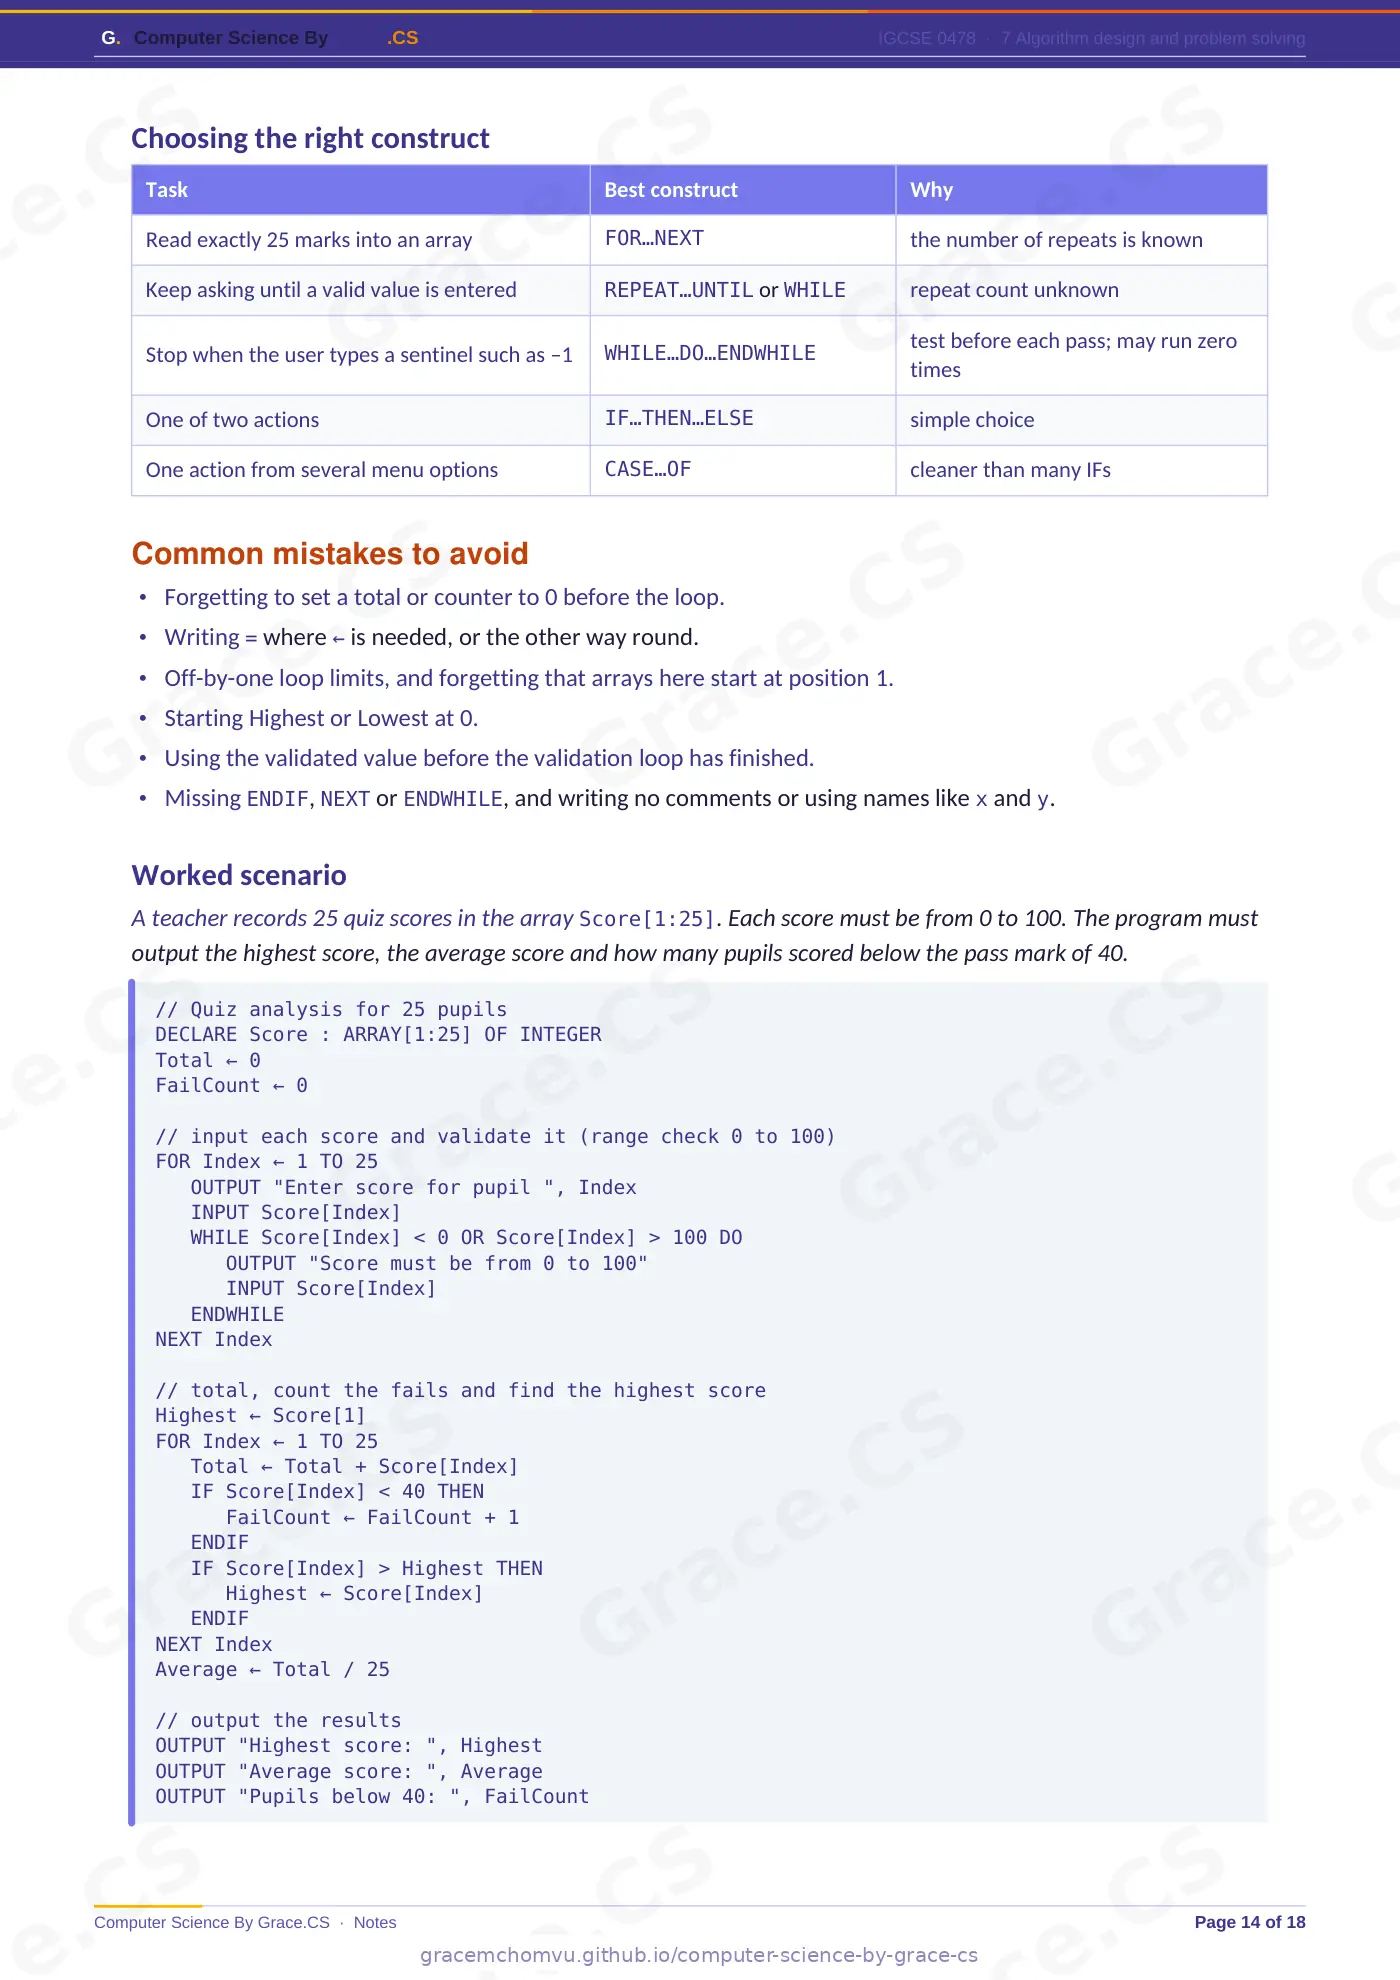 G. Computer Science By .CS
IGCSE 0478 · 7 Algorithm design and problem solving
Choosing the right construct
Task Best construct Why
Read exactly 25 marks into an array FOR…NEXT the number of repeats is known
Keep asking until a valid value is entered REPEAT…UNTIL or WHILE repeat count unknown
Stop when the user types a sentinel such as –1 WHILE…DO…ENDWHILE test before each pass; may run zero
times
One of two actions IF…THEN…ELSE simple choice
One action from several menu options CASE…OF cleaner than many IFs
Common mistakes to avoid
• Forgetting to set a total or counter to 0 before the loop.
• Writing = where ← is needed, or the other way round.
• Off-by-one loop limits, and forgetting that arrays here start at position 1.
• Starting Highest or Lowest at 0.
• Using the validated value before the validation loop has finished.
• Missing ENDIF, NEXT or ENDWHILE, and writing no comments or using names like x and y.
Worked scenario
A teacher records 25 quiz scores in the array Score[1:25]. Each score must be from 0 to 100. The program must
output the highest score, the average score and how many pupils scored below the pass mark of 40.
// Quiz analysis for 25 pupils
DECLARE Score : ARRAY[1:25] OF INTEGER
Total ← 0
FailCount ← 0
// input each score and validate it (range check 0 to 100)
FOR Index ← 1 TO 25
   OUTPUT "Enter score for pupil ", Index
   INPUT Score[Index]
   WHILE Score[Index] < 0 OR Score[Index] > 100 DO
      OUTPUT "Score must be from 0 to 100"
      INPUT Score[Index]
   ENDWHILE
NEXT Index
// total, count the fails and find the highest score
Highest ← Score[1]
FOR Index ← 1 TO 25
   Total ← Total + Score[Index]
   IF Score[Index] < 40 THEN
      FailCount ← FailCount + 1
   ENDIF
   IF Score[Index] > Highest THEN
      Highest ← Score[Index]
   ENDIF
NEXT Index
Average ← Total / 25
// output the results
OUTPUT "Highest score: ", Highest
OUTPUT "Average score: ", Average
OUTPUT "Pupils below 40: ", FailCount
Computer Science By Grace.CS · Notes
Page 14 of 18
gracemchomvu.github.io/computer-science-by-grace-cs